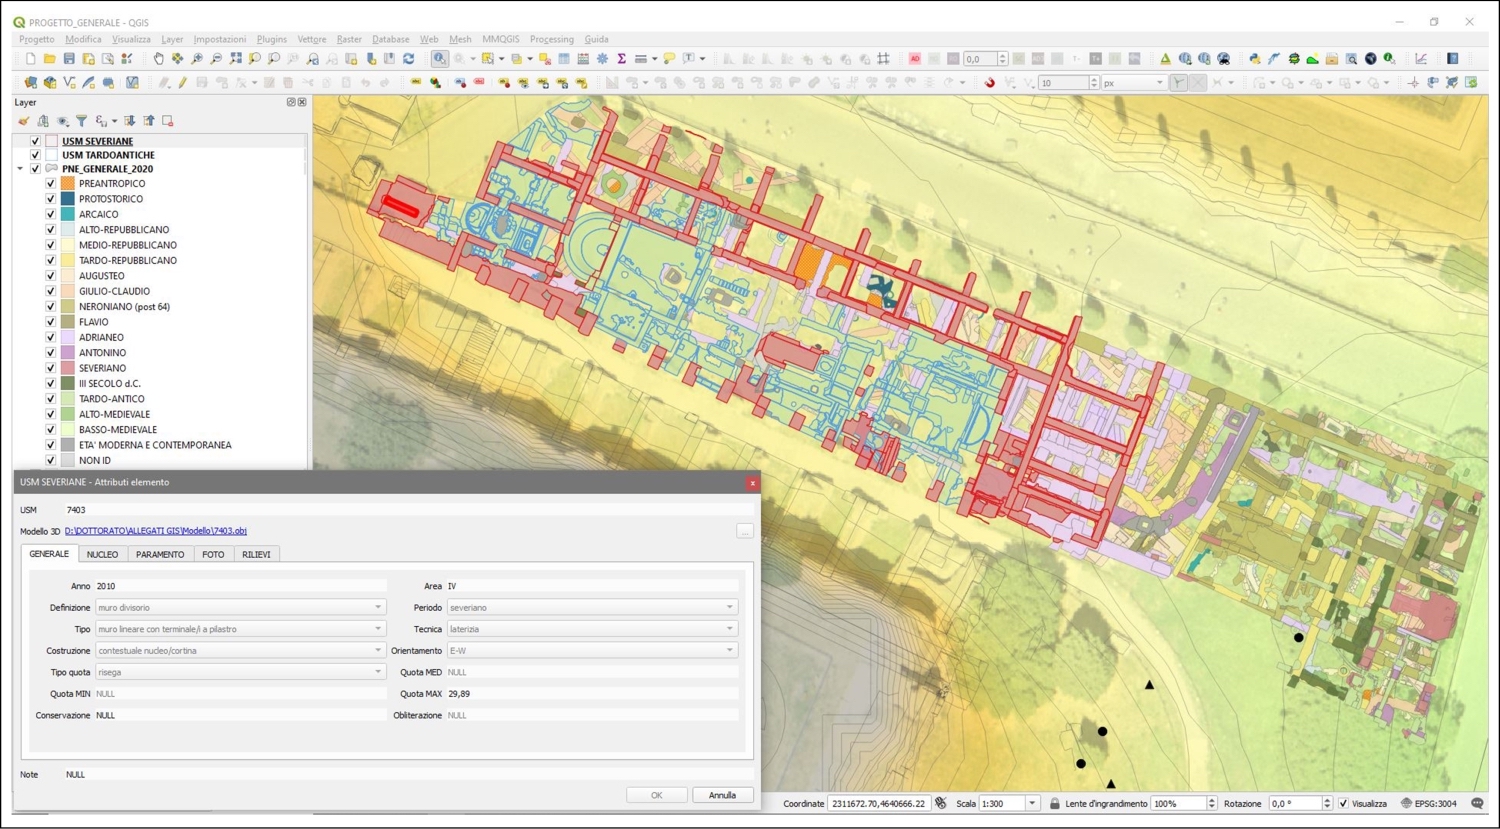 PROGETTO_GENERALE - QGIS
Progetto Modifica Visualizza Layer Impostazioni Plugins Vettore Raster Database Web Mesh MMQGIS Processing Guida
0,0
10 px
Layer
USM SEVERIANE
USM TARDOANTICHE
PNE_GENERALE_2020
PREANTROPICO
PROTOSTORICO
ARCAICO
ALTO-REPUBBLICANO
MEDIO-REPUBBLICANO
TARDO-REPUBBLICANO
AUGUSTEO
GIULIO-CLAUDIO
NERONIANO (post 64)
FLAVIO
ADRIANEO
ANTONINO
SEVERIANO
III SECOLO d.C.
TARDO-ANTICO
ALTO-MEDIEVALE
BASSO-MEDIEVALE
ETA' MODERNA E CONTEMPORANEA
NON ID
USM SEVERIANE - Attributi elemento
USM 7403
Modello 3D D:\DOTTORATO\ALLEGATI GIS\Modello\7403.obj ...
GENERALE NUCLEO PARAMENTO FOTO RILIEVI
Anno 2010 Area IV
Definizione muro divisorio Periodo severiano
Tipo muro lineare con terminale/i a pilastro Tecnica laterizia
Costruzione contestuale nucleo/cortina Orientamento E-W
Tipo quota risega Quota MED NULL
Quota MIN NULL Quota MAX 29,89
Conservazione NULL Obliterazione NULL
Note NULL
OK Annulla
Coordinate 2311672.70,4640666.22 Scala 1:300 Lente d'ingrandimento 100% Rotazione 0,0 ° Visualizza EPSG:3004